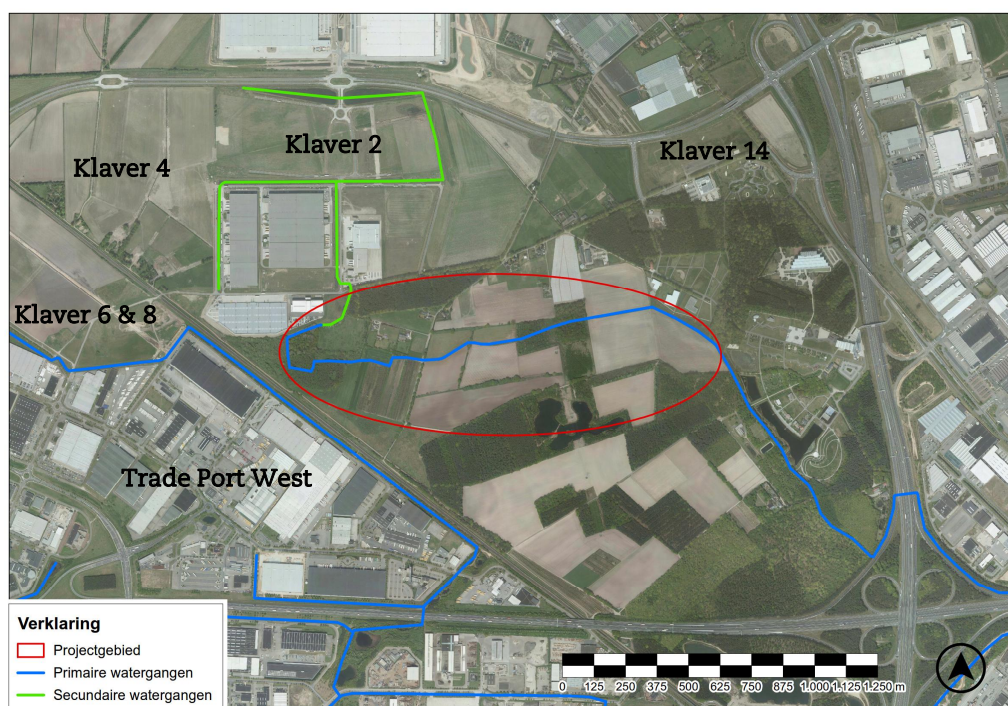 Klaver 2
Klaver 14
Klaver 4
Klaver 6 & 8
Trade Port West
Verklaring
Projectgebied
Primaire watergangen
Secundaire watergangen
0 125 250 375 500 625 750 875 1.000 1.125 1.250 m